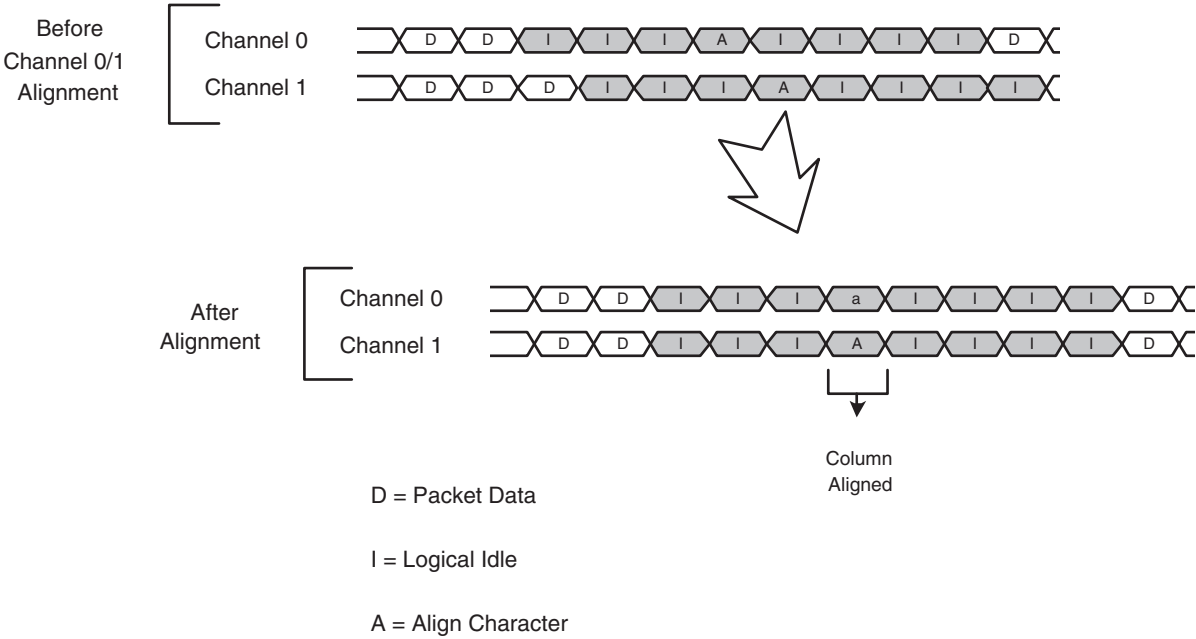 Before
Channel 0/1
Alignment
Channel 0
D D I I I A I I I I D
Channel 1
D D D I I I A I I I I
After
Alignment
Channel 0
D D I I I a I I I I D
Channel 1
D D I I I A I I I I D
Column
Aligned
D = Packet Data
I = Logical Idle
A = Align Character